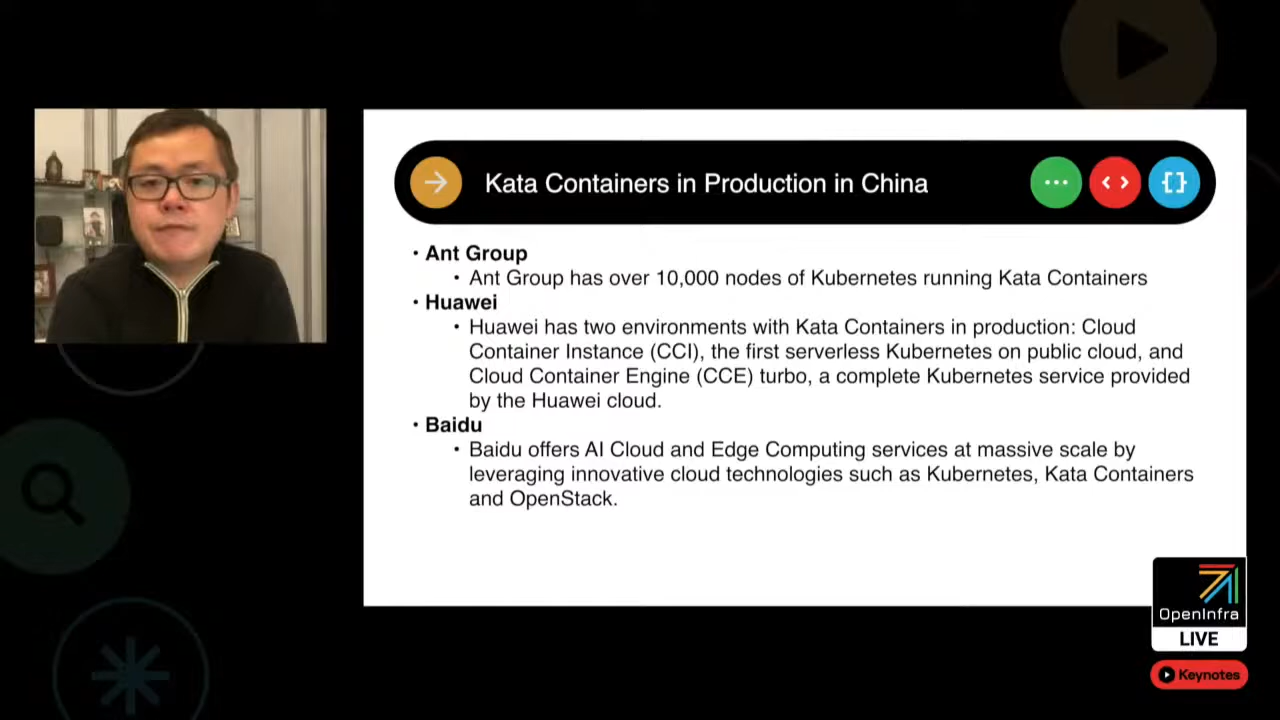 Kata Containers in Production in China
• Ant Group
• Ant Group has over 10,000 nodes of Kubernetes running Kata Containers
• Huawei
• Huawei has two environments with Kata Containers in production: Cloud
Container Instance (CCI), the first serverless Kubernetes on public cloud, and
Cloud Container Engine (CCE) turbo, a complete Kubernetes service provided
by the Huawei cloud.
• Baidu
• Baidu offers AI Cloud and Edge Computing services at massive scale by
leveraging innovative cloud technologies such as Kubernetes, Kata Containers
and OpenStack.
OpenInfra
LIVE
Keynotes